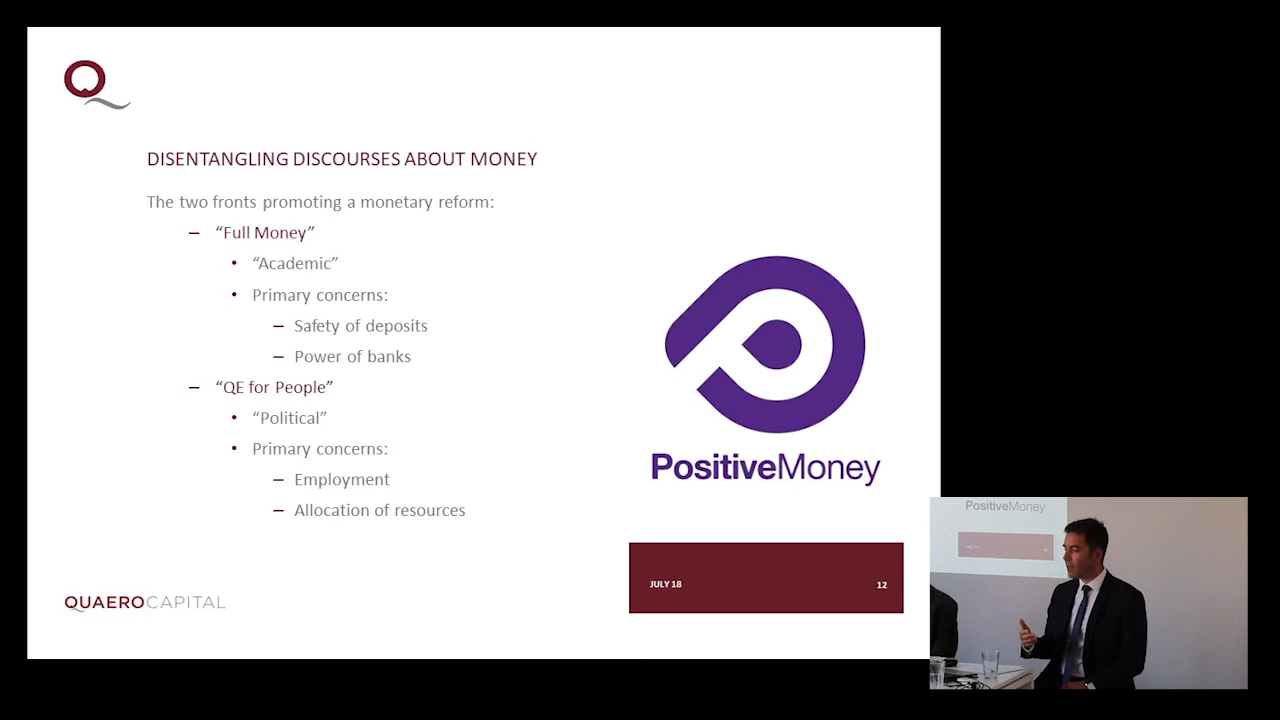 DISENTANGLING DISCOURSES ABOUT MONEY
The two fronts promoting a monetary reform:
– “Full Money”
• “Academic”
• Primary concerns:
– Safety of deposits
– Power of banks
– “QE for People”
• “Political”
• Primary concerns:
– Employment
– Allocation of resources
PositiveMoney
JULY 18
12
QUAEROCAPITAL
PositiveMoney